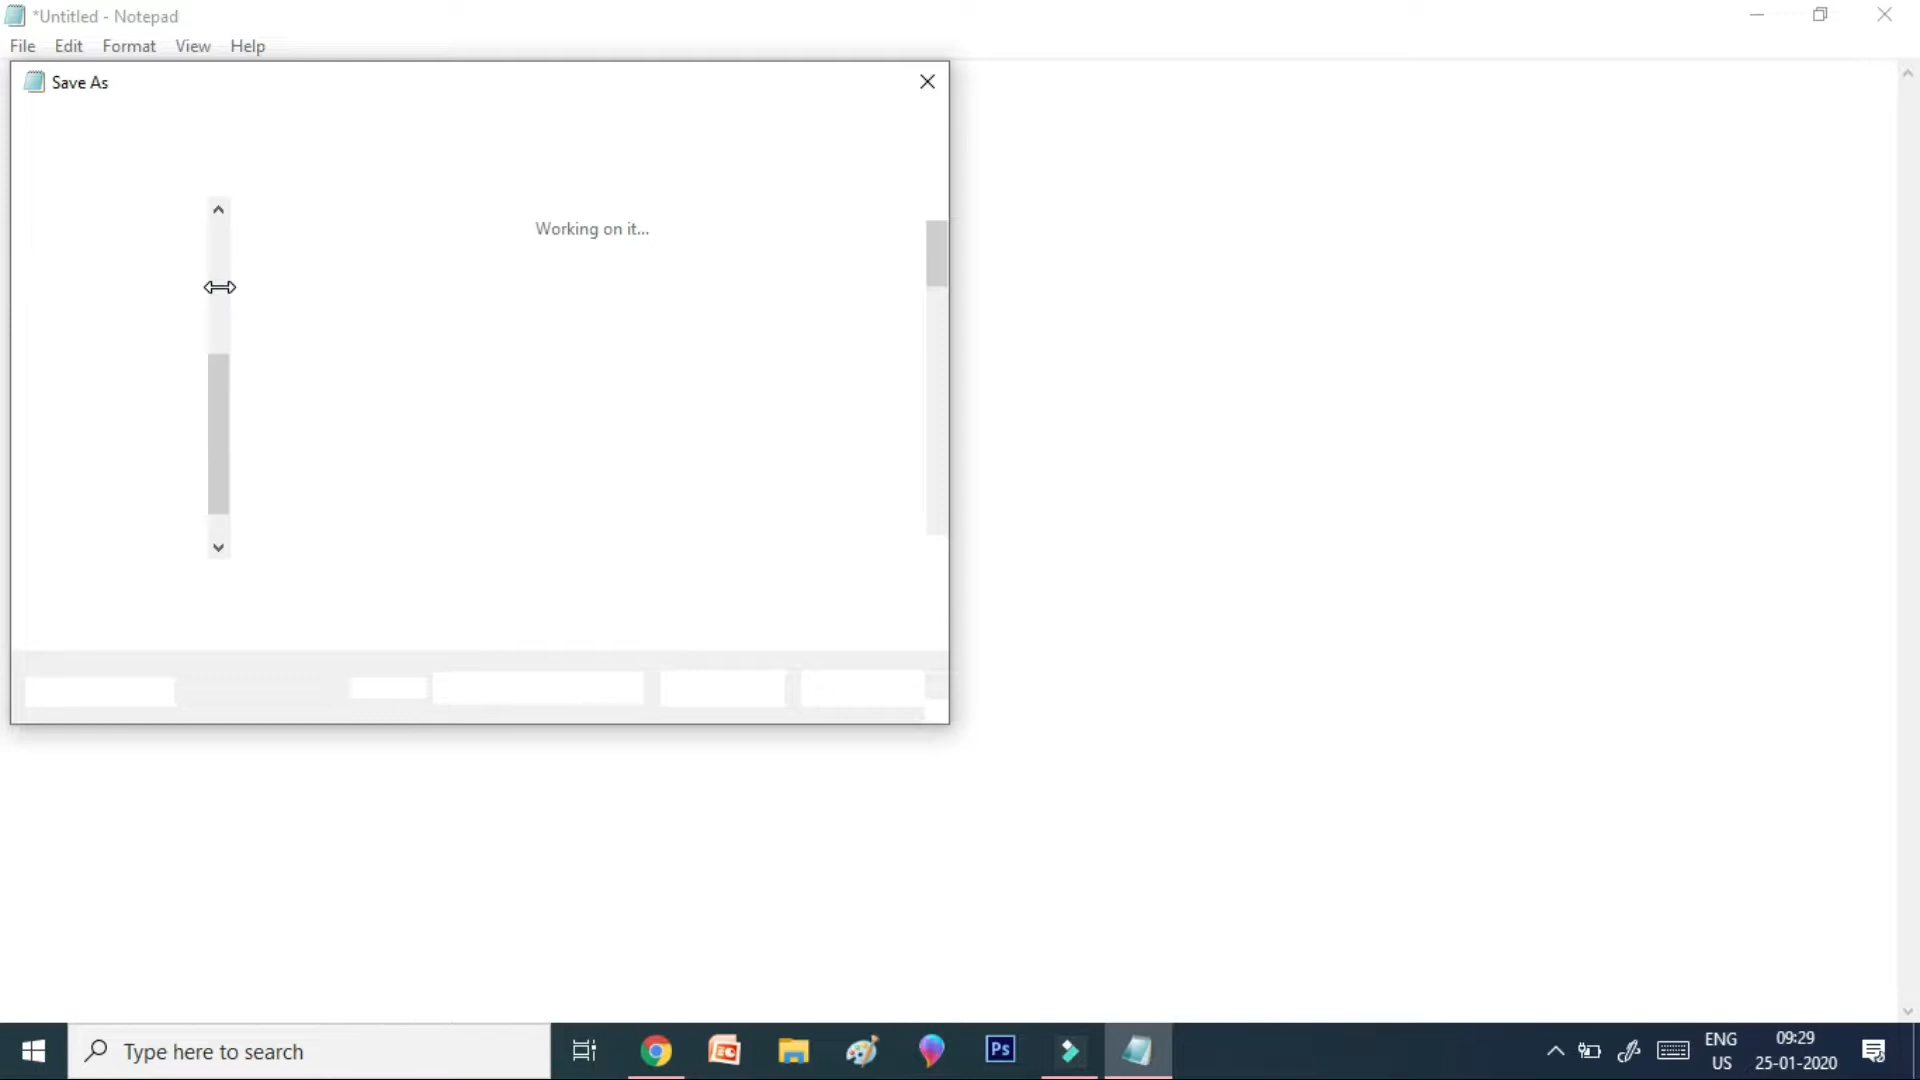 *Untitled - Notepad
File Edit Format View Help
Save As
Working on it...
Type here to search
Ps
ENG
US
09:29
25-01-2020